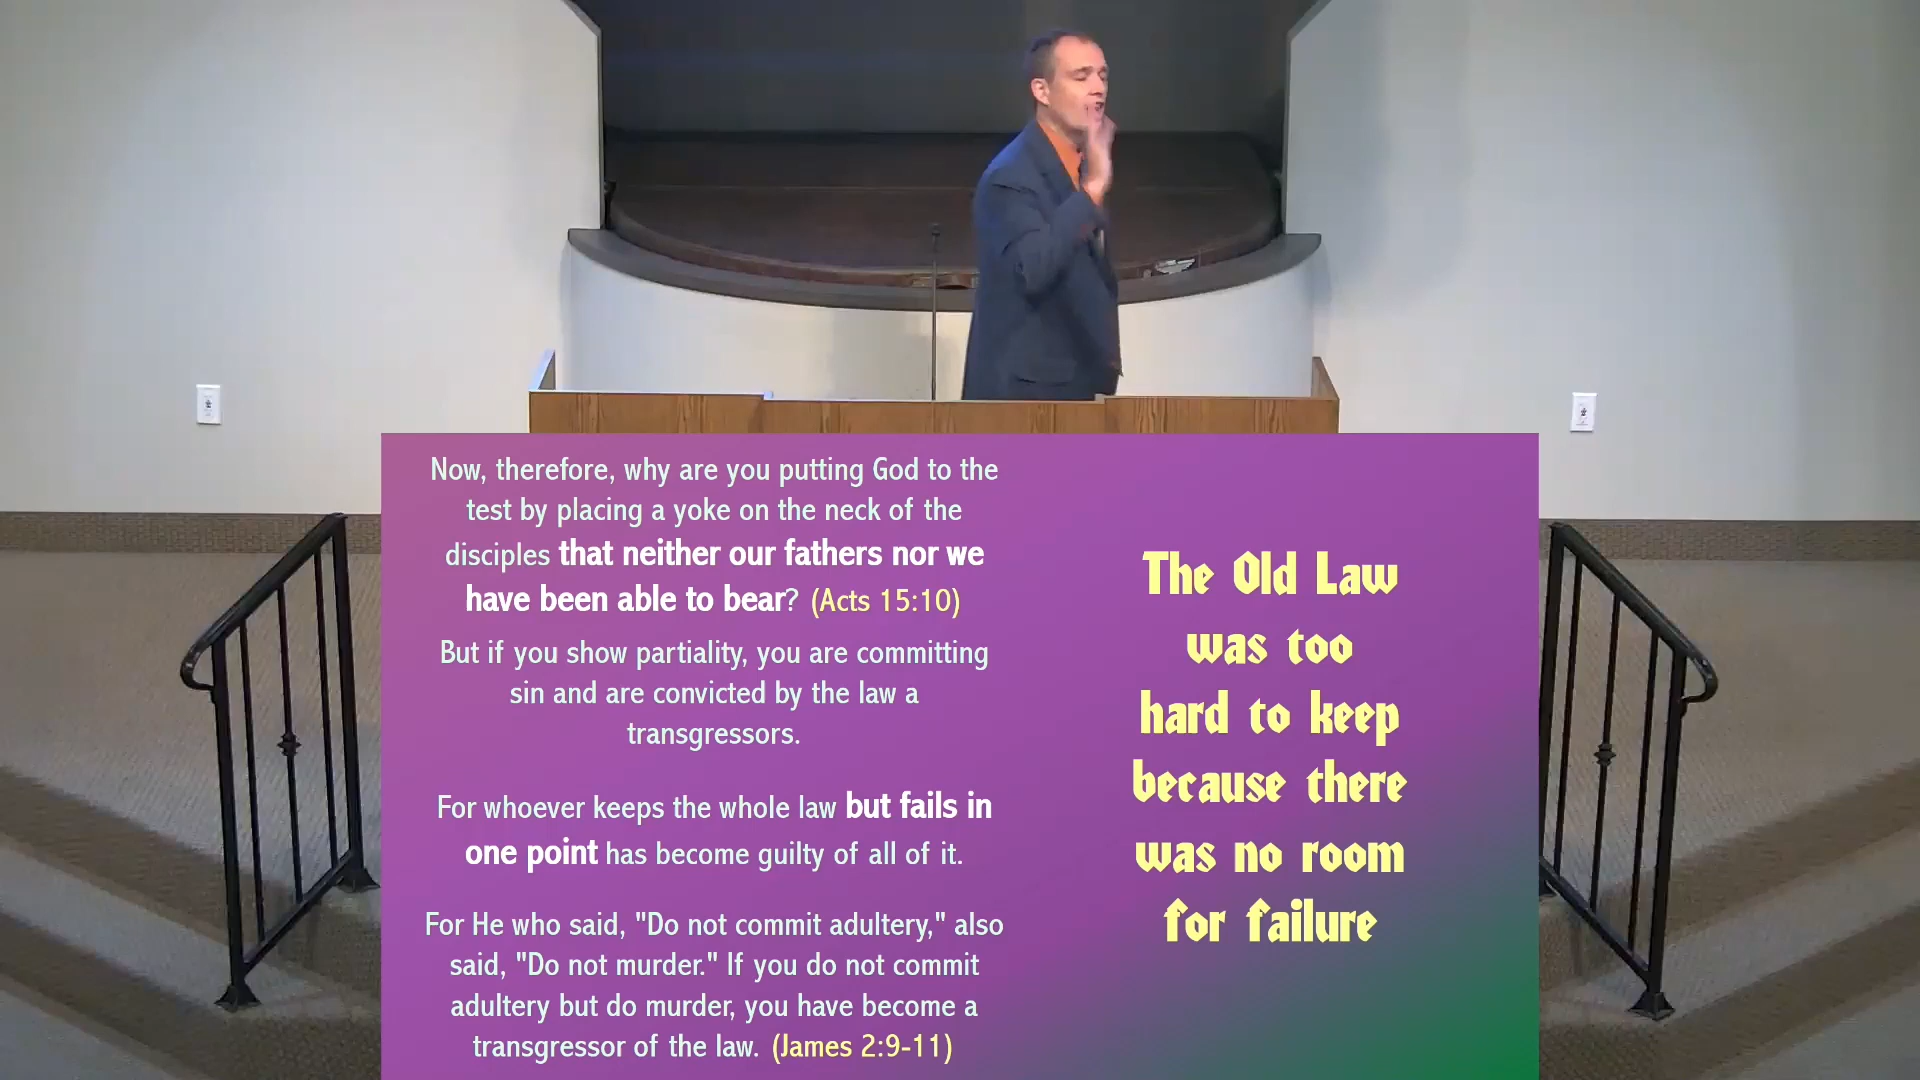 Now, therefore, why are you putting God to the
test by placing a yoke on the neck of the
disciples that neither our fathers nor we
have been able to bear? (Acts 15:10)
But if you show partiality, you are committing
sin and are convicted by the law a
transgressors.
For whoever keeps the whole law but fails in
one point has become guilty of all of it.
For He who said, "Do not commit adultery," also
said, "Do not murder." If you do not commit
adultery but do murder, you have become a
transgressor of the law. (James 2:9-11)
The Old Law
was too
hard to keep
because there
was no room
for failure